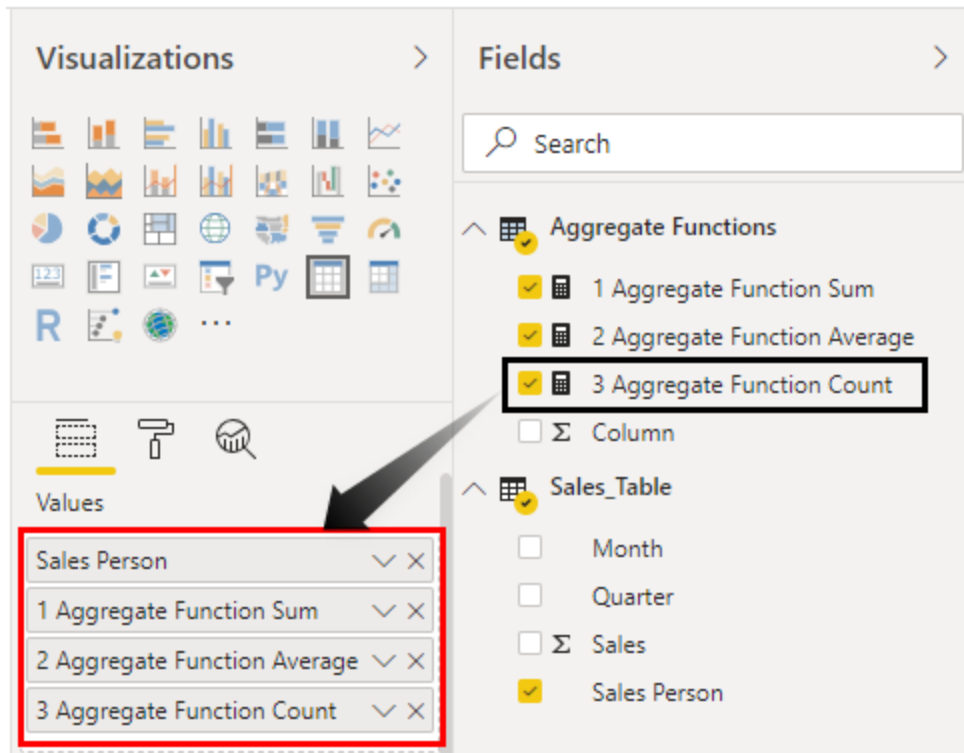 Visualizations
123
Py
R
Values
Sales Person
1 Aggregate Function Sum
2 Aggregate Function Average
3 Aggregate Function Count
Fields
Search
Aggregate Functions
1 Aggregate Function Sum
2 Aggregate Function Average
3 Aggregate Function Count
Σ Column
Sales_Table
Month
Quarter
Σ Sales
Sales Person